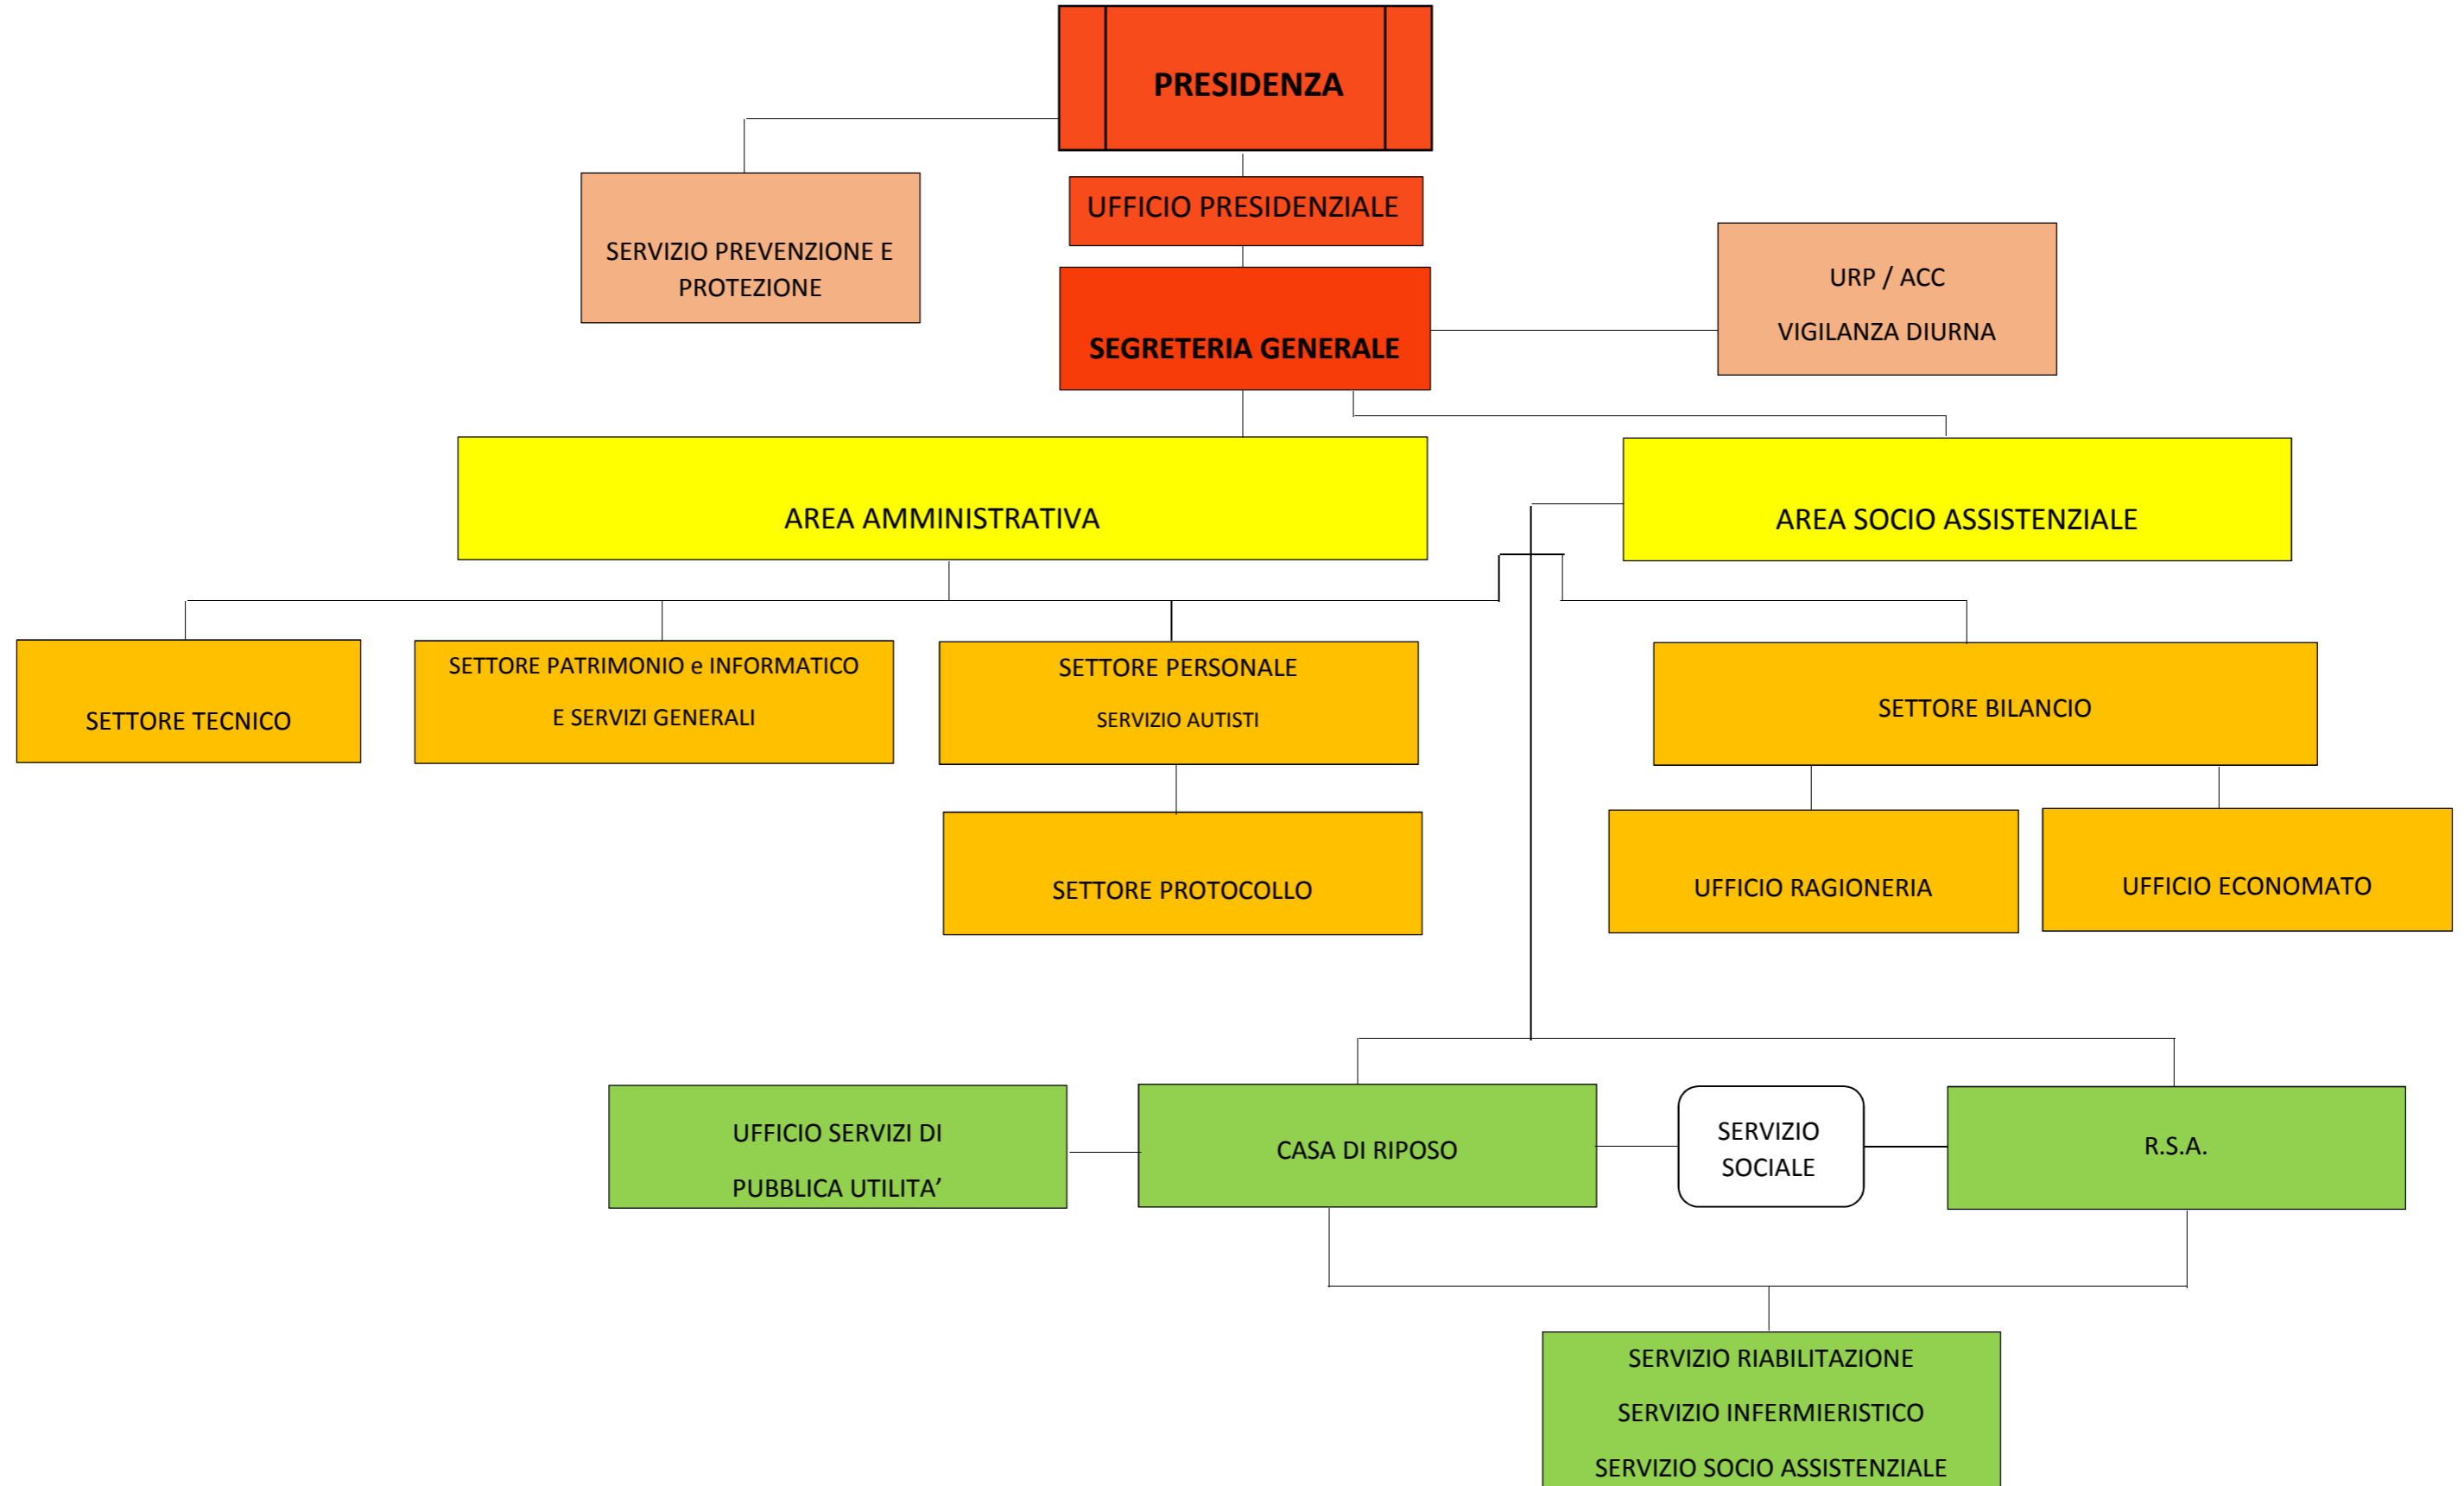 PRESIDENZA
UFFICIO PRESIDENZIALE
SERVIZIO PREVENZIONE E
PROTEZIONE
URP / ACC
VIGILANZA DIURNA
SEGRETERIA GENERALE
AREA AMMINISTRATIVA
AREA SOCIO ASSISTENZIALE
SETTORE TECNICO
SETTORE PATRIMONIO e INFORMATICO
E SERVIZI GENERALI
SETTORE PERSONALE
SERVIZIO AUTISTI
SETTORE BILANCIO
SETTORE PROTOCOLLO
UFFICIO RAGIONERIA
UFFICIO ECONOMATO
UFFICIO SERVIZI DI
PUBBLICA UTILITA’
CASA DI RIPOSO
SERVIZIO
SOCIALE
R.S.A.
SERVIZIO RIABILITAZIONE
SERVIZIO INFERMIERISTICO
SERVIZIO SOCIO ASSISTENZIALE